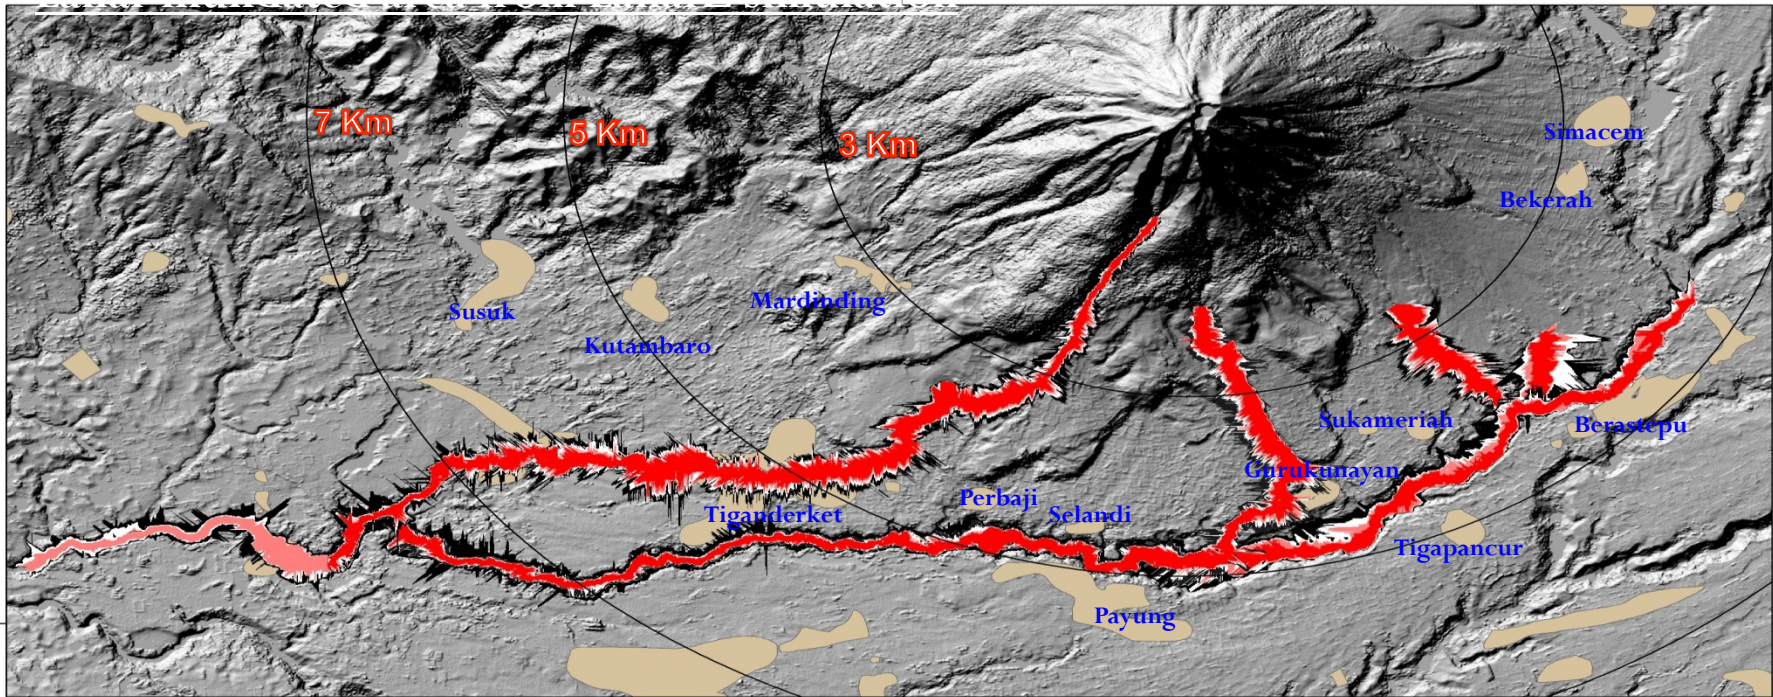 7 Km
5 Km
3 Km
Simacem
Bekerah
Susuk
Mardinding
Kutambaro
Sukameriah
Berastepu
Gurukunayan
Perbaji
Selandi
Tiganderket
Tigapancur
Payung